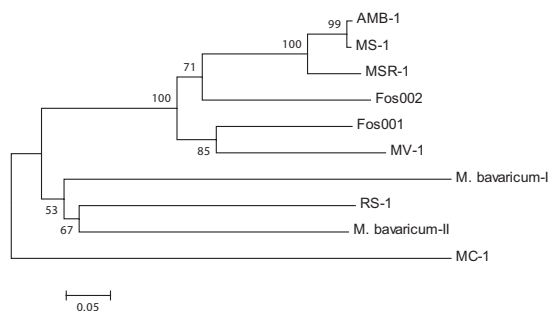 99
AMB-1
MS-1
100
MSR-1
71
Fos002
100
Fos001
85
MV-1
M. bavaricum-I
53
RS-1
67
M. bavaricum-II
MC-1
0.05